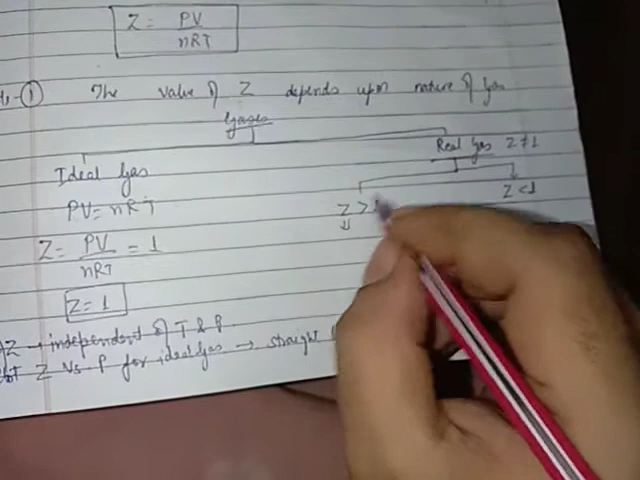 Z = PV
nRT
① The value of Z depends upon nature of gas
Gases
Real gas Z ≠ 1
Ideal Gas
Z < 1
PV = nRT
Z >
Z = PV = 1
nRT
Z = 1
Z → independent of T & P
Z Vs P for ideal gas → straight